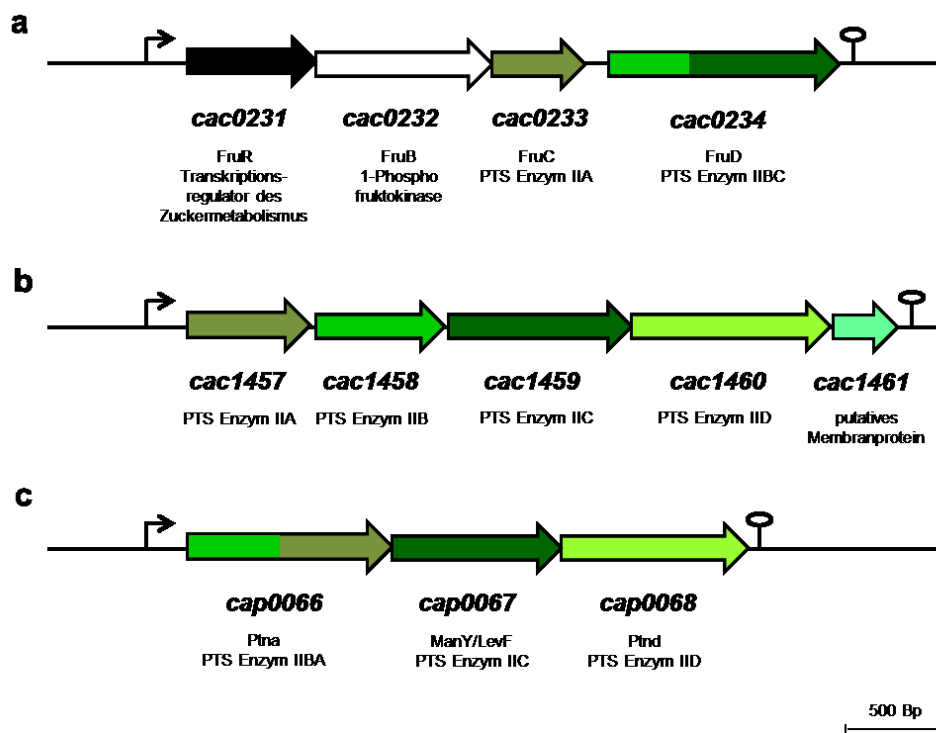 a
cac0231 cac0232 cac0233 cac0234
FruR FruB FruC FruD
Transkriptions- 1-Phospho PTS Enzym IIA PTS Enzym IIBC
regulator des fruktokinase
Zuckermetabolismus
b
cac1457 cac1458 cac1459 cac1460 cac1461
PTS Enzym IIA PTS Enzym IIB PTS Enzym IIC PTS Enzym IID putatives
Membranprotein
c
cap0066 cap0067 cap0068
Ptna ManY/LevF Ptnd
PTS Enzym IIBA PTS Enzym IIC PTS Enzym IID
500 Bp